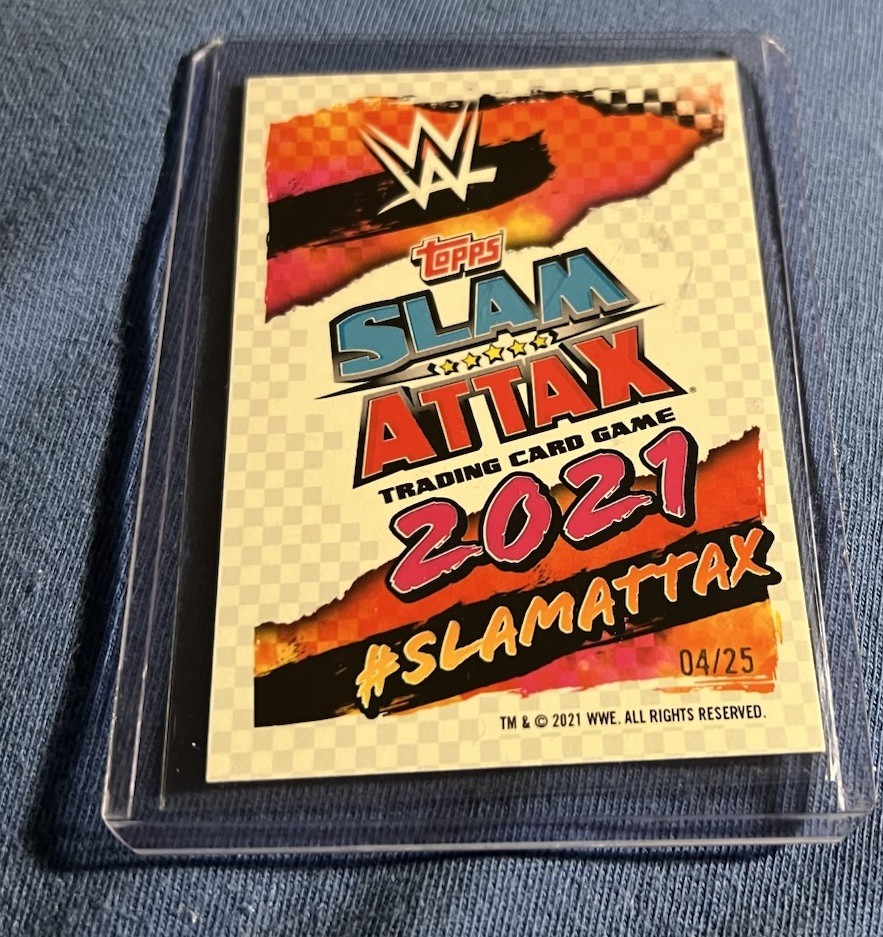 W
topps
SLAM
ATTAX®
TRADING CARD GAME
2021
#SLAMATTAX
04/25
TM & © 2021 WWE. ALL RIGHTS RESERVED.